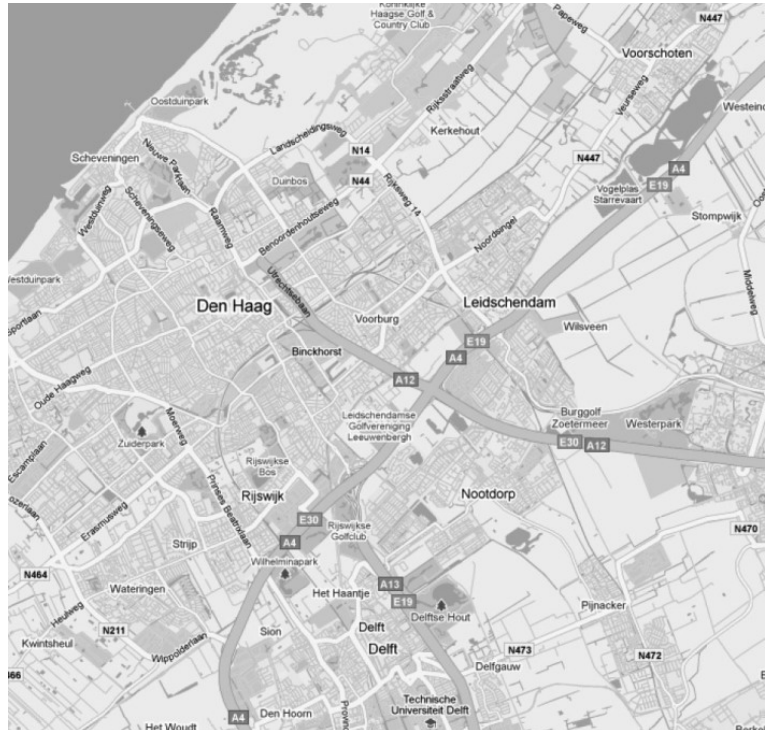 Koninklijke
Haagse Golf &
Country Club
Papeweg
N447
Voorschoten
Rijksstraatweg
Veurseweg
Oostduinpark
Westein
Kerkehout
Landscheidingsweg
N14
N447
Scheveningen
Nieuwe Parklaan
A4
Duinbos
N44
E19
Vogelplas
Starrevaart
Rijksweg 14
Westduinweg
Scheveningseweg
Raamweg
Stompwijk
Benoordenhoutseweg
Noordsingel
Westduinpark
Utrechtsebaan
Middelweg
Den Haag
Leidschendam
Sportlaan
Voorburg
Wilsveen
E19
Binckhorst
A4
A12
Oude Haagweg
Leidschendamse
Golfvereniging
Leeuwenbergh
Burggolf
Zoetermeer
Westerpark
Moerweg
Zuiderpark
E30
A12
Escamplaan
Rijswijkse
Bos
Rijswijk
Nootdorp
Prinses Beatrixlaan
ozerlaan
Erasmusweg
E30
Rijswijkse
Golfclub
N470
Strijp
A4
Wilhelminapark
N464
A13
Wateringen
Het Haantje
E19
Pijnacker
Heulweg
Delftse Hout
N211
Sion
Delft
Kwintsheul
Wippolderlaan
Delft
N473
N472
466
Delfgauw
Technische
Universiteit Delft
A4
Den Hoorn
Provinc
Het Woudt